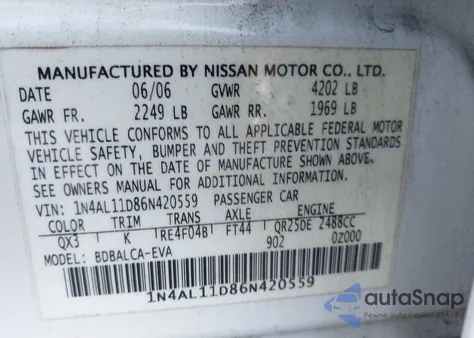 MANUFACTURED BY NISSAN MOTOR CO., LTD.
DATE 06/06 GVWR 4202 LB
GAWR FR. 2249 LB GAWR RR. 1969 LB
THIS VEHICLE CONFORMS TO ALL APPLICABLE FEDERAL MOTOR
VEHICLE SAFETY, BUMPER AND THEFT PREVENTION STANDARDS
IN EFFECT ON THE DATE OF MANUFACTURE SHOWN ABOVE.
SEE OWNERS MANUAL FOR ADDITIONAL INFORMATION.
VIN: 1N4AL11D86N420559 PASSENGER CAR
COLOR TRIM TRANS AXLE ENGINE
QX3 K RE4F04B FT44 QR25DE 2488CC
MODEL: BDBALCA-EVA 902 0Z000
1N4AL11D86N420559
autoSnap
Pewne auta z